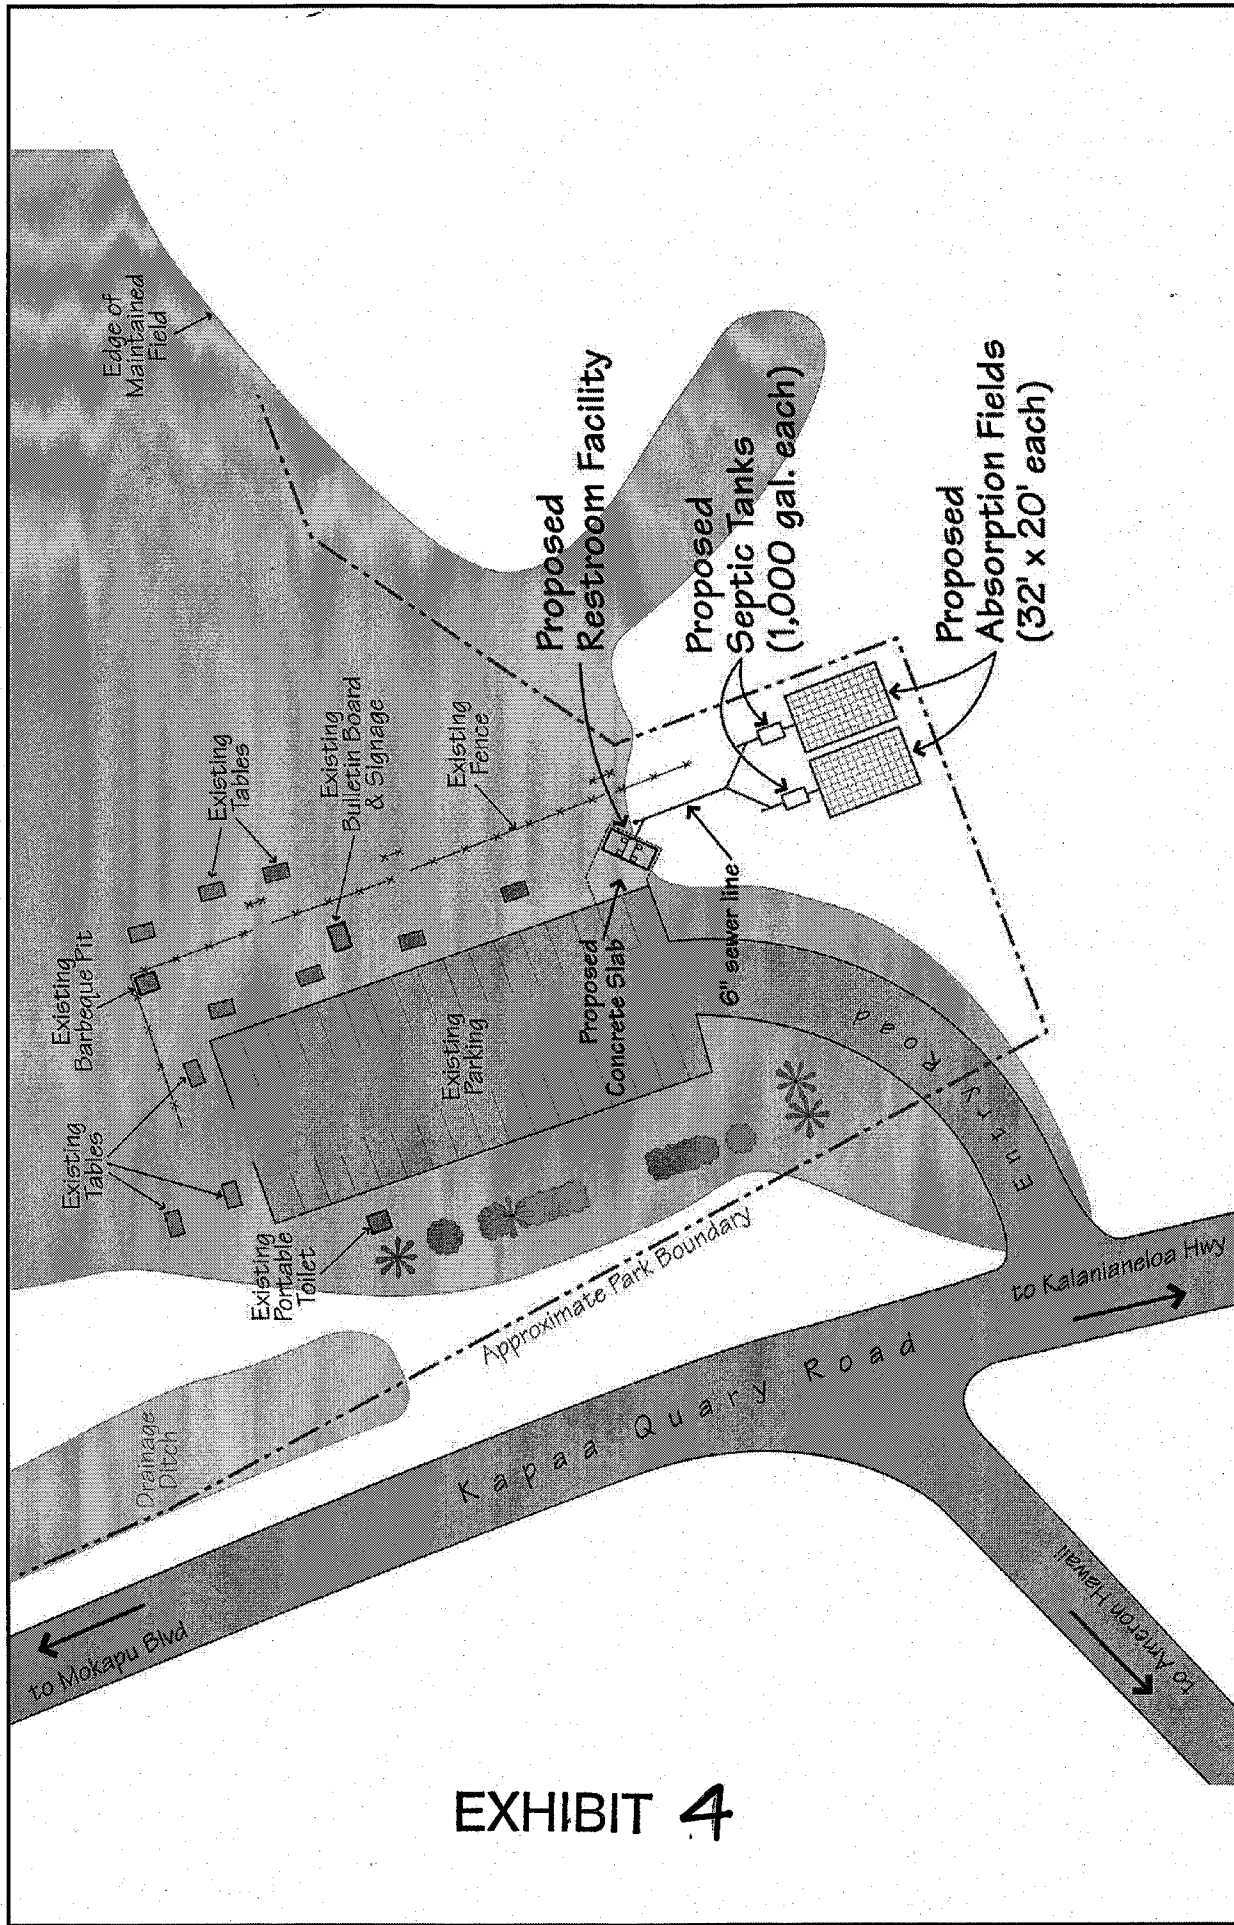 Edge of
Maintained
Field
Proposed
Restroom Facility
Proposed
Septic Tanks
(1,000 gal. each)
Proposed
Absorption Fields
(32' x 20' each)
Existing
Tables
Existing
Bulletin Board
& Signage
Existing
Fence
Existing
Barbeque Pit
Existing
Parking
Proposed
Concrete Slab
6" sewer line
Entry Road
Existing
Tables
Existing
Portable
Toilet
Approximate Park Boundary
to Kalanianeloa Hwy
Kapaa Quary Road
Drainage
Ditch
to Mokapu Blvd
to Ameron Hawaii
EXHIBIT 4